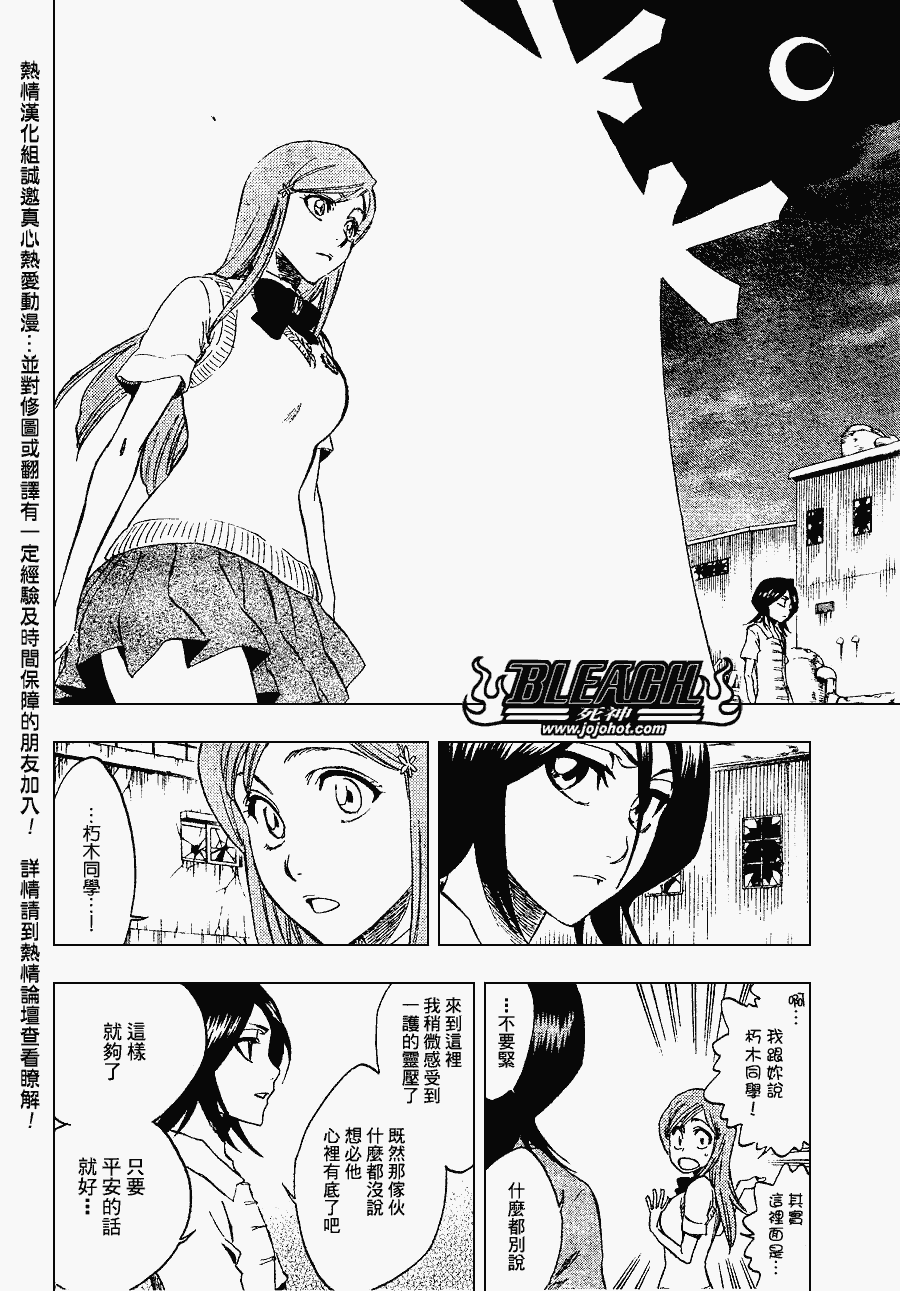 熱情漢化組誠邀真心熱愛動漫…並對修圖或翻譯有一定經驗及時間保障的朋友加入！ 詳情請到熱情論壇查看瞭解！
BLEACH
死神
www.jojohot.com
…朽木同學…！
啊…
我跟妳說
朽木同學！
其實
這裡面是…
…不要緊
什麼都別說
來到這裡
我稍微感受到
一護的靈壓了
既然那傢伙
什麼都沒說
想必他
心裡有底了吧
這樣
就夠了
只要
平安的話
就好…